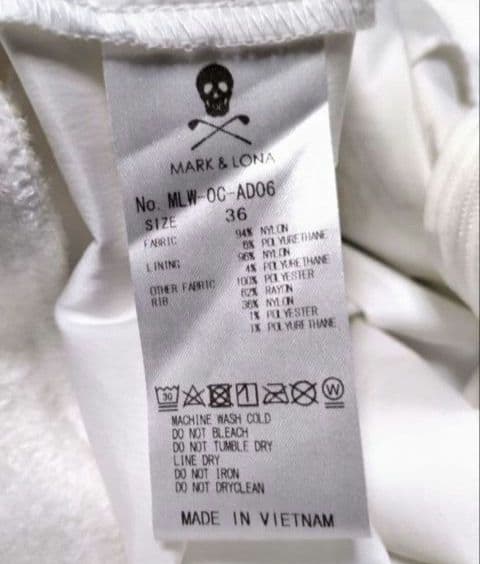 MARK & LONA
No. MLW-OC-AD06
SIZE 36
FABRIC 94% NYLON
6% POLYURETHANE
LINING 96% NYLON
4% POLYURETHANE
OTHER FABRIC 100% POLYESTER
RIB 62% RAYON
36% NYLON
1% POLYESTER
1% POLYURETHANE
30 W
MACHINE WASH COLD
DO NOT BLEACH
DO NOT TUMBLE DRY
LINE DRY
DO NOT IRON
DO NOT DRYCLEAN
MADE IN VIETNAM